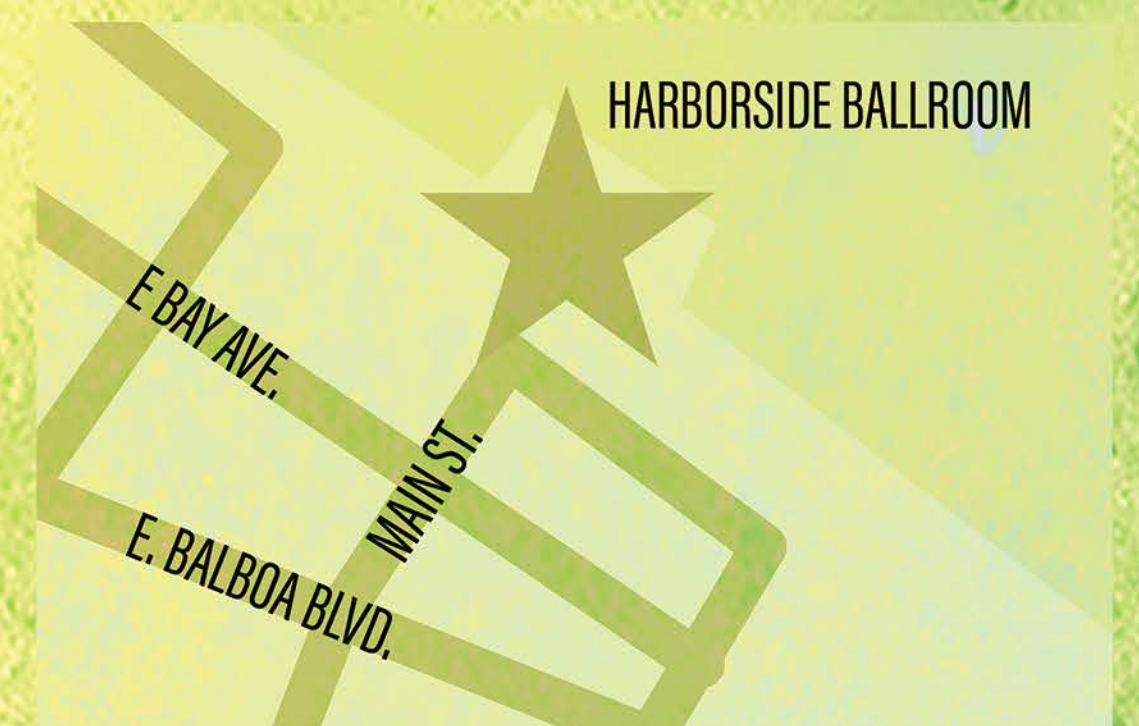 HARBORSIDE BALLROOM
E BAY AVE.
MAIN ST.
E. BALBOA BLVD.